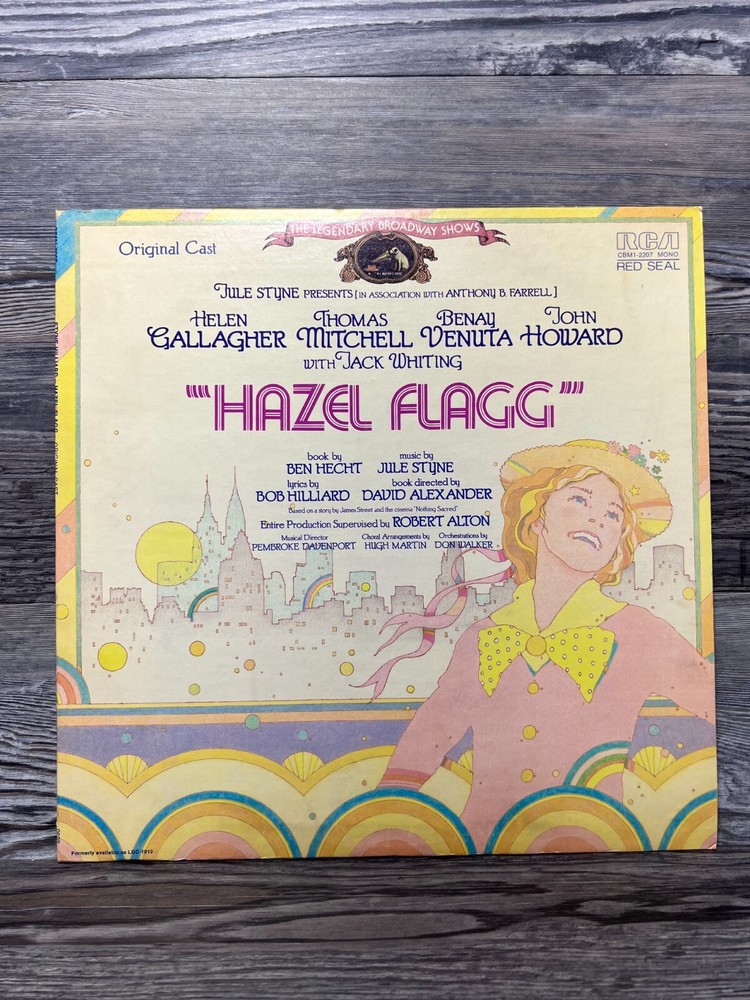 THE LEGENDARY BROADWAY SHOWS
Original Cast
RCA
CBM1-2207 MONO
RED SEAL
JULE STYNE PRESENTS [IN ASSOCIATION WITH ANTHONY B. FARRELL]
HELEN GALLAGHER THOMAS MITCHELL BENAY VENUTA JOHN HOWARD
WITH JACK WHITING
"HAZEL FLAGG"
book by music by
BEN HECHT JULE STYNE
lyrics by book directed by
BOB HILLIARD DAVID ALEXANDER
Based on a story by James Street and the cinema "Nothing Sacred"
Entire Production Supervised by ROBERT ALTON
Musical Director Choral Arrangements by Orchestrations by
PEMBROKE DAVENPORT HUGH MARTIN DON WALKER
Formerly available as LOC-1010